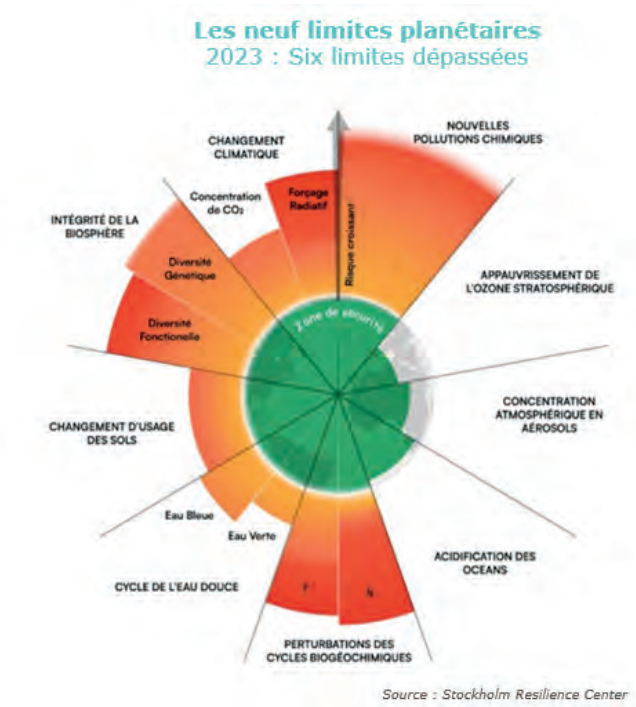 Les neuf limites planétaires
2023 : Six limites dépassées
CHANGEMENT
CLIMATIQUE
NOUVELLES
POLLUTIONS CHIMIQUES
Concentration
de CO₂
Forçage
Radiatif
Risque croissant
INTÉGRITÉ DE LA
BIOSPHÈRE
Diversité
Génétique
APPAUVRISSEMENT DE
L'OZONE STRATOSPHÉRIQUE
Diversité
Fonctionelle
Zone de sécurité
CONCENTRATION
ATMOSPHÉRIQUE EN
AÉROSOLS
CHANGEMENT D'USAGE
DES SOLS
Eau Bleue
Eau Verte
ACIDIFICATION DES
OCEANS
CYCLE DE L'EAU DOUCE
P
N
PERTURBATIONS DES
CYCLES BIOGÉOCHIMIQUES
Source : Stockholm Resilience Center